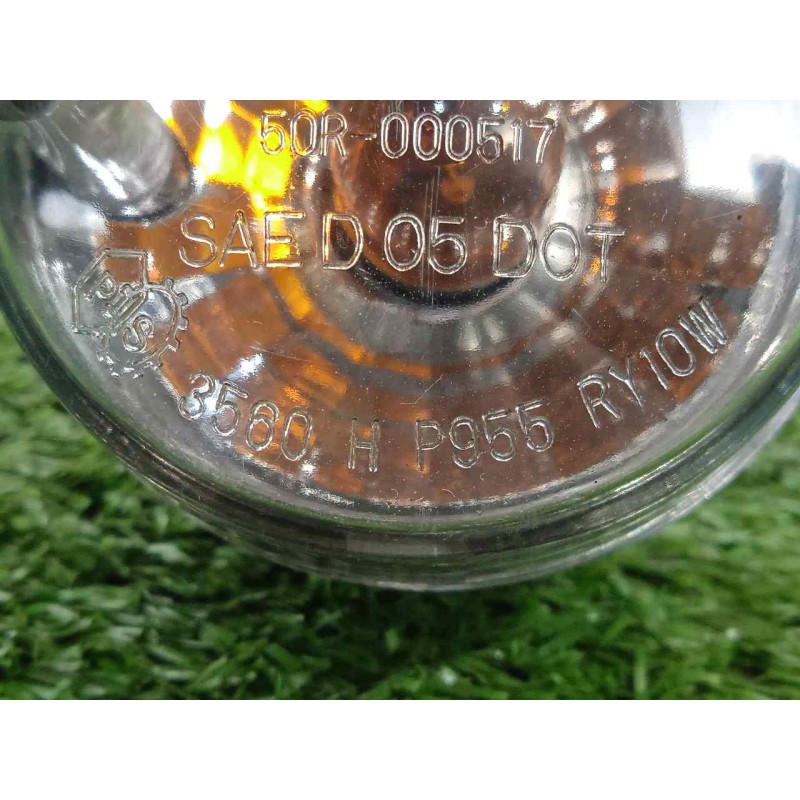 50R-000517
SAE D 05 DOT
3560 H P955 RY10W